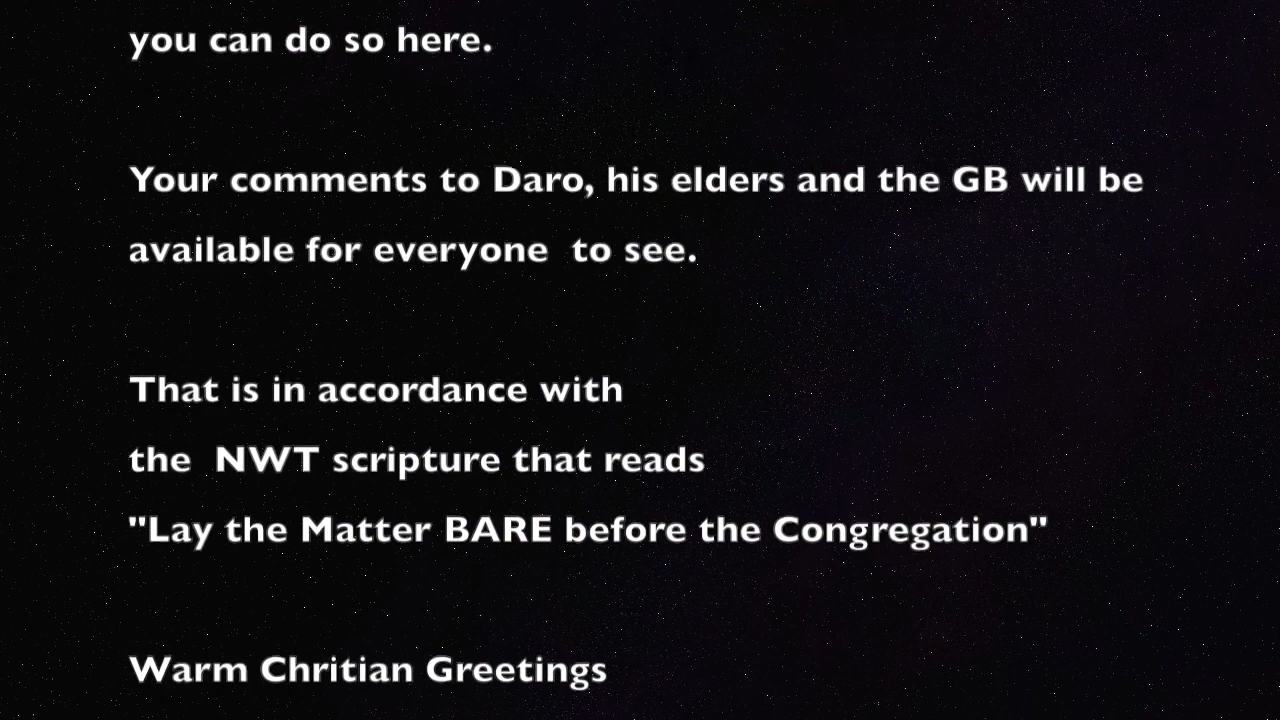 you can do so here.
Your comments to Daro, his elders and the GB will be
available for everyone  to see.
That is in accordance with
the  NWT scripture that reads
"Lay the Matter BARE before the Congregation"
Warm Chritian Greetings